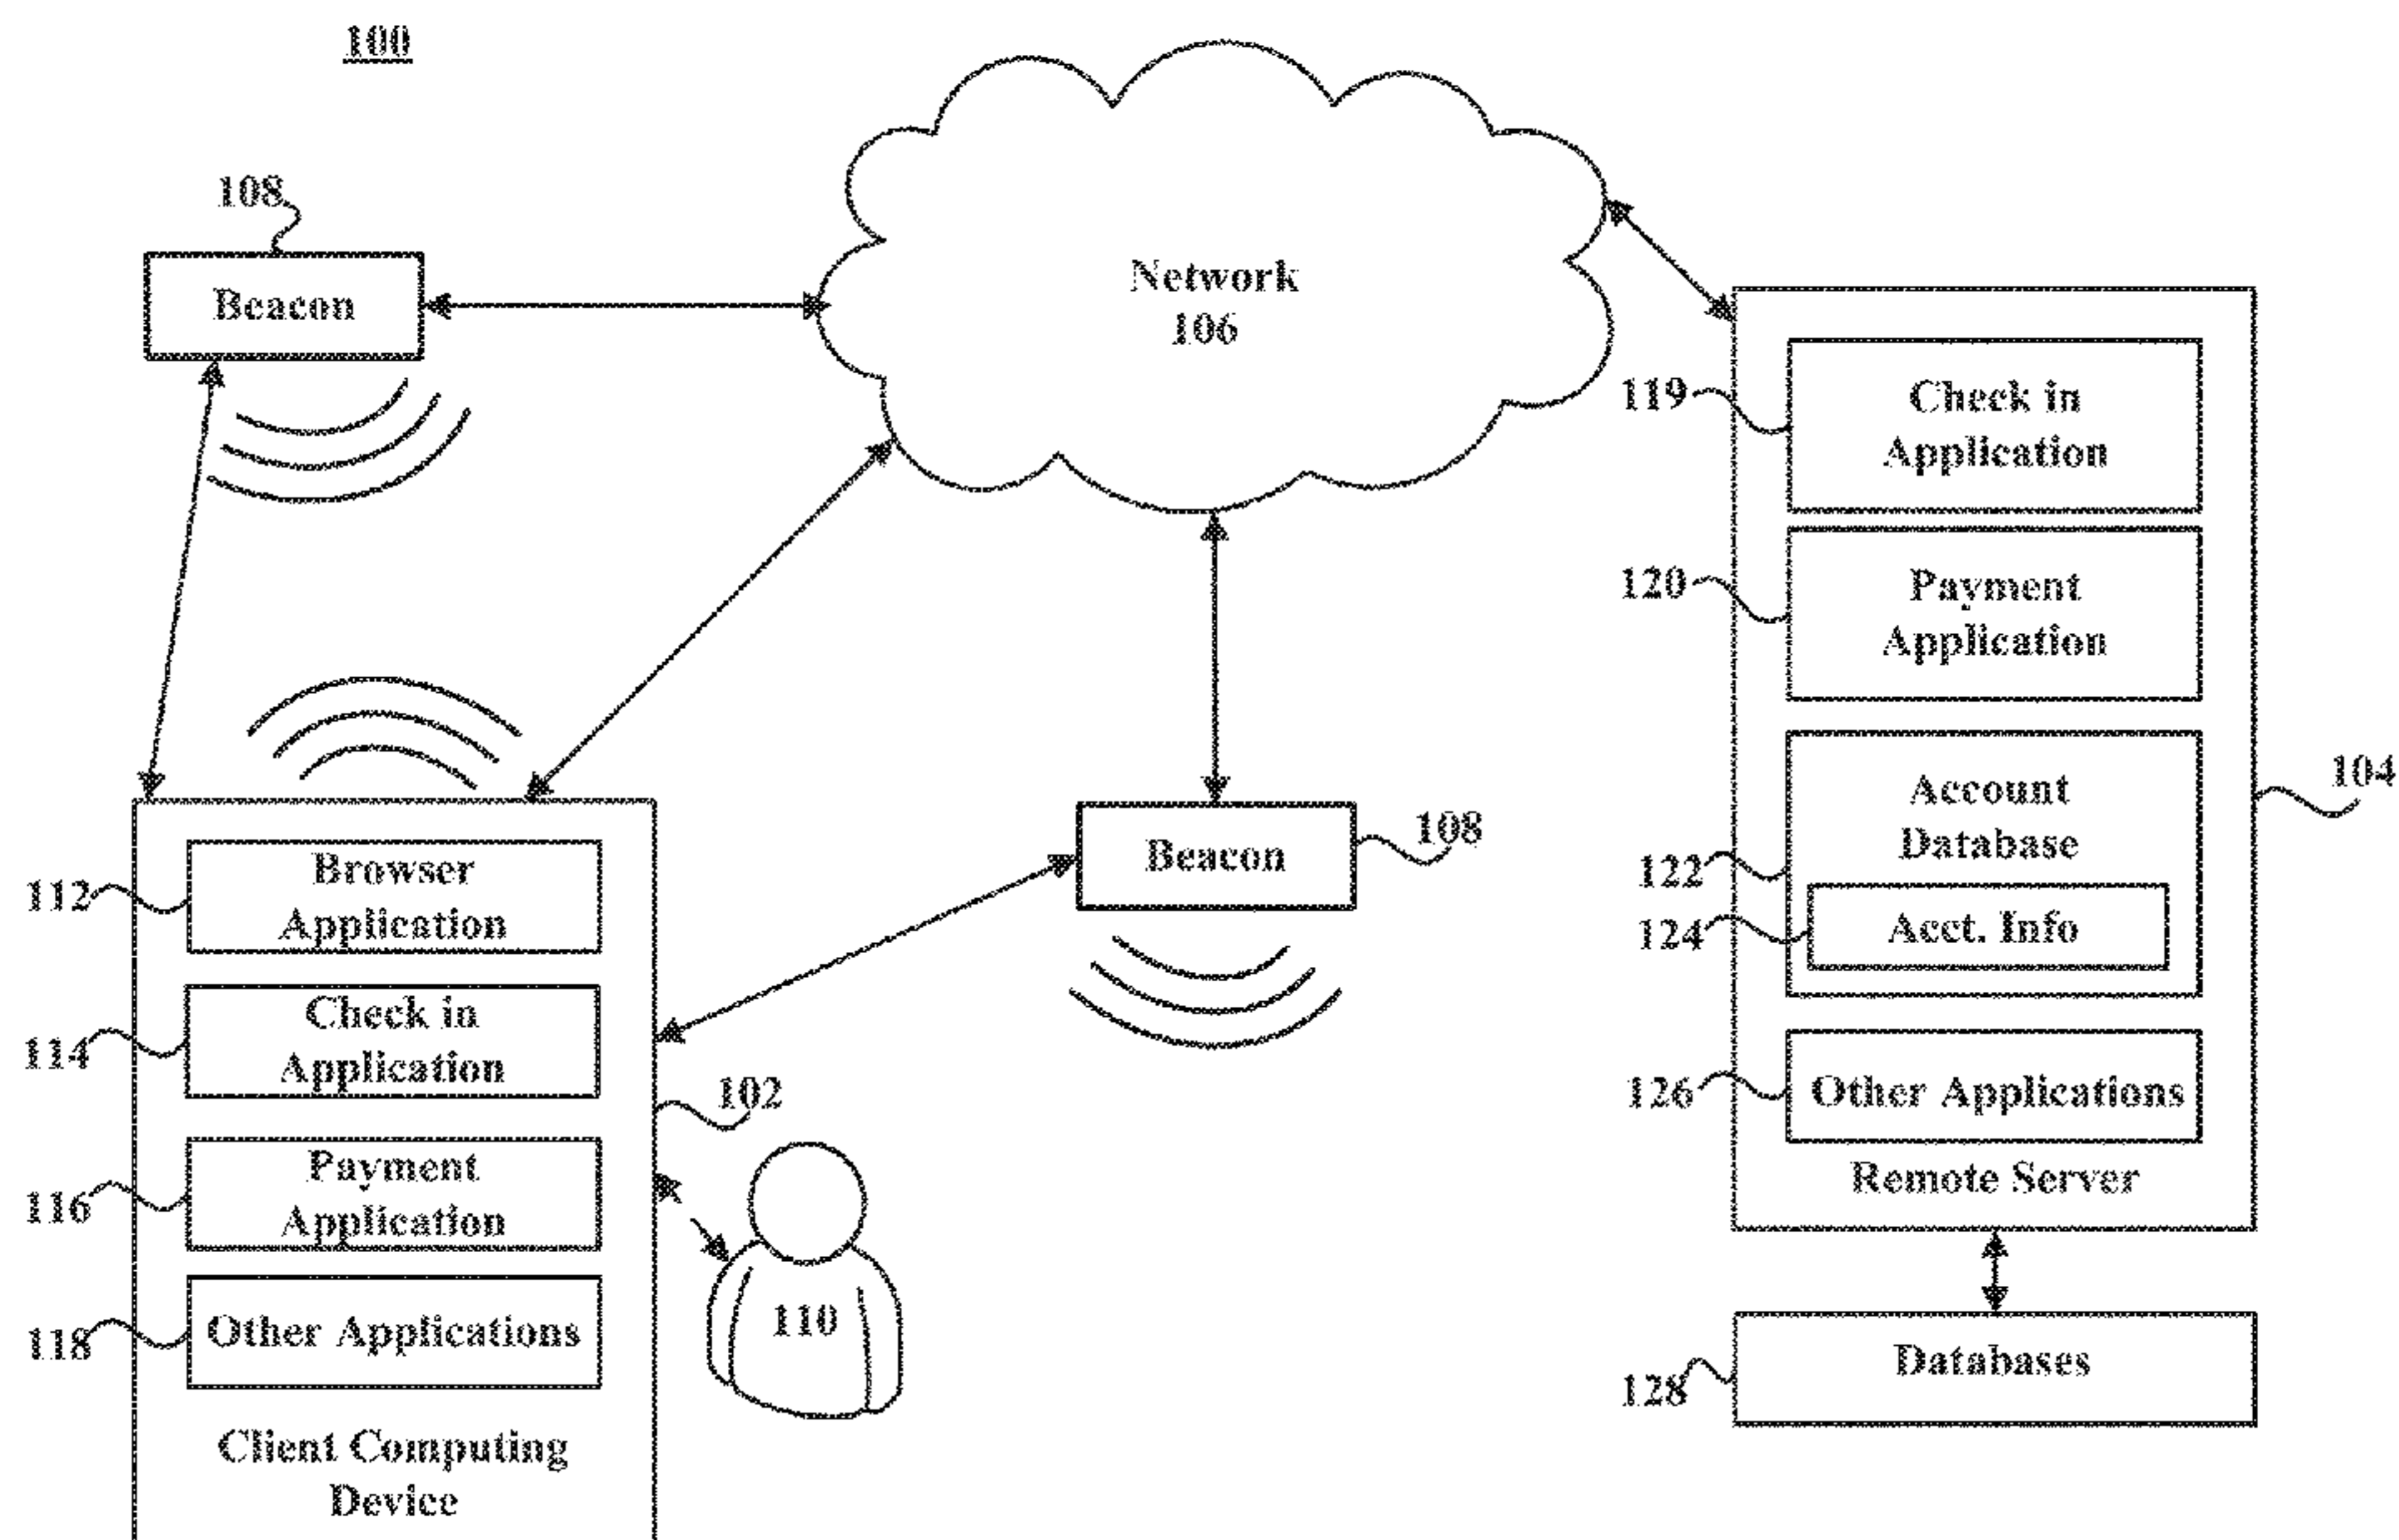 100
108
Beacon
Network
106
119
Check in
Application
120
Payment
Application
104
Account
Database
122
124
Acct. Info
126
Other Applications
Remote Server
128
Databases
108
Beacon
112
Browser
Application
114
Check in
Application
102
116
Payment
Application
110
118
Other Applications
Client Computing
Device